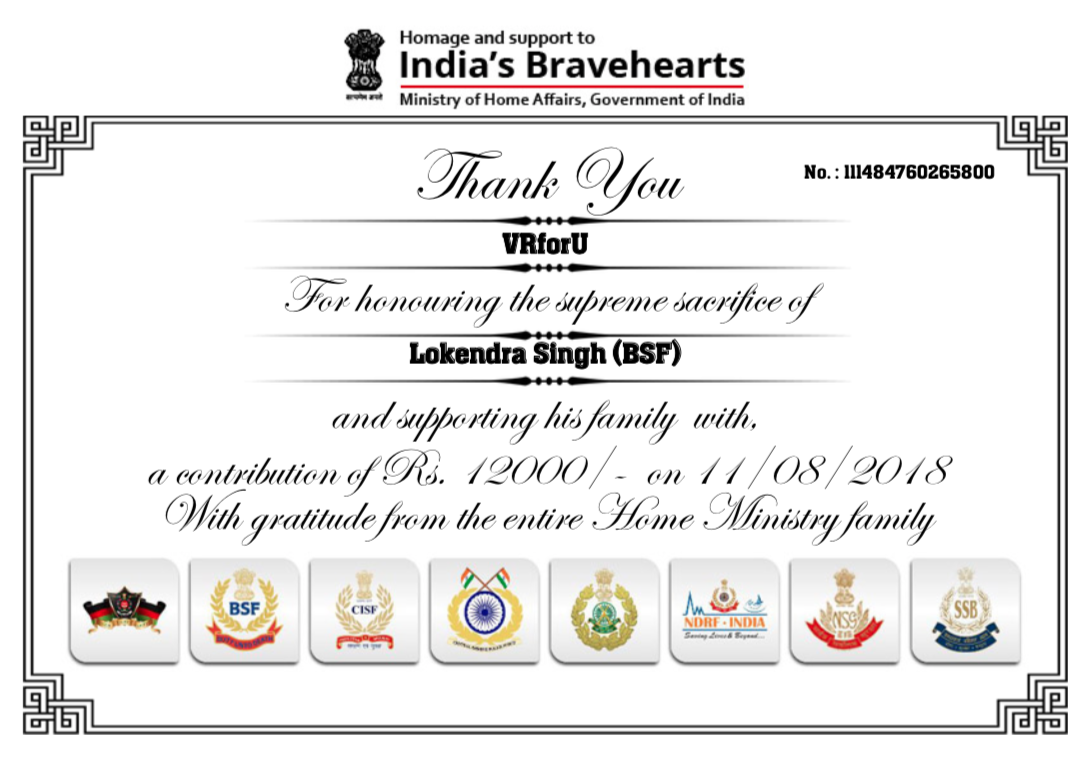 Homage and support to
India's Bravehearts
सत्यमेव जयते
Ministry of Home Affairs, Government of India
Thank You
No. : 111484760265800
VRforU
For honouring the supreme sacrifice of
Lokendra Singh (BSF)
and supporting his family with,
a contribution of Rs. 12000/- on 11/08/2018
With gratitude from the entire Home Ministry family
BSF
CISF
NDRF · INDIA
Saving Lives & Beyond...
NSG
SSB